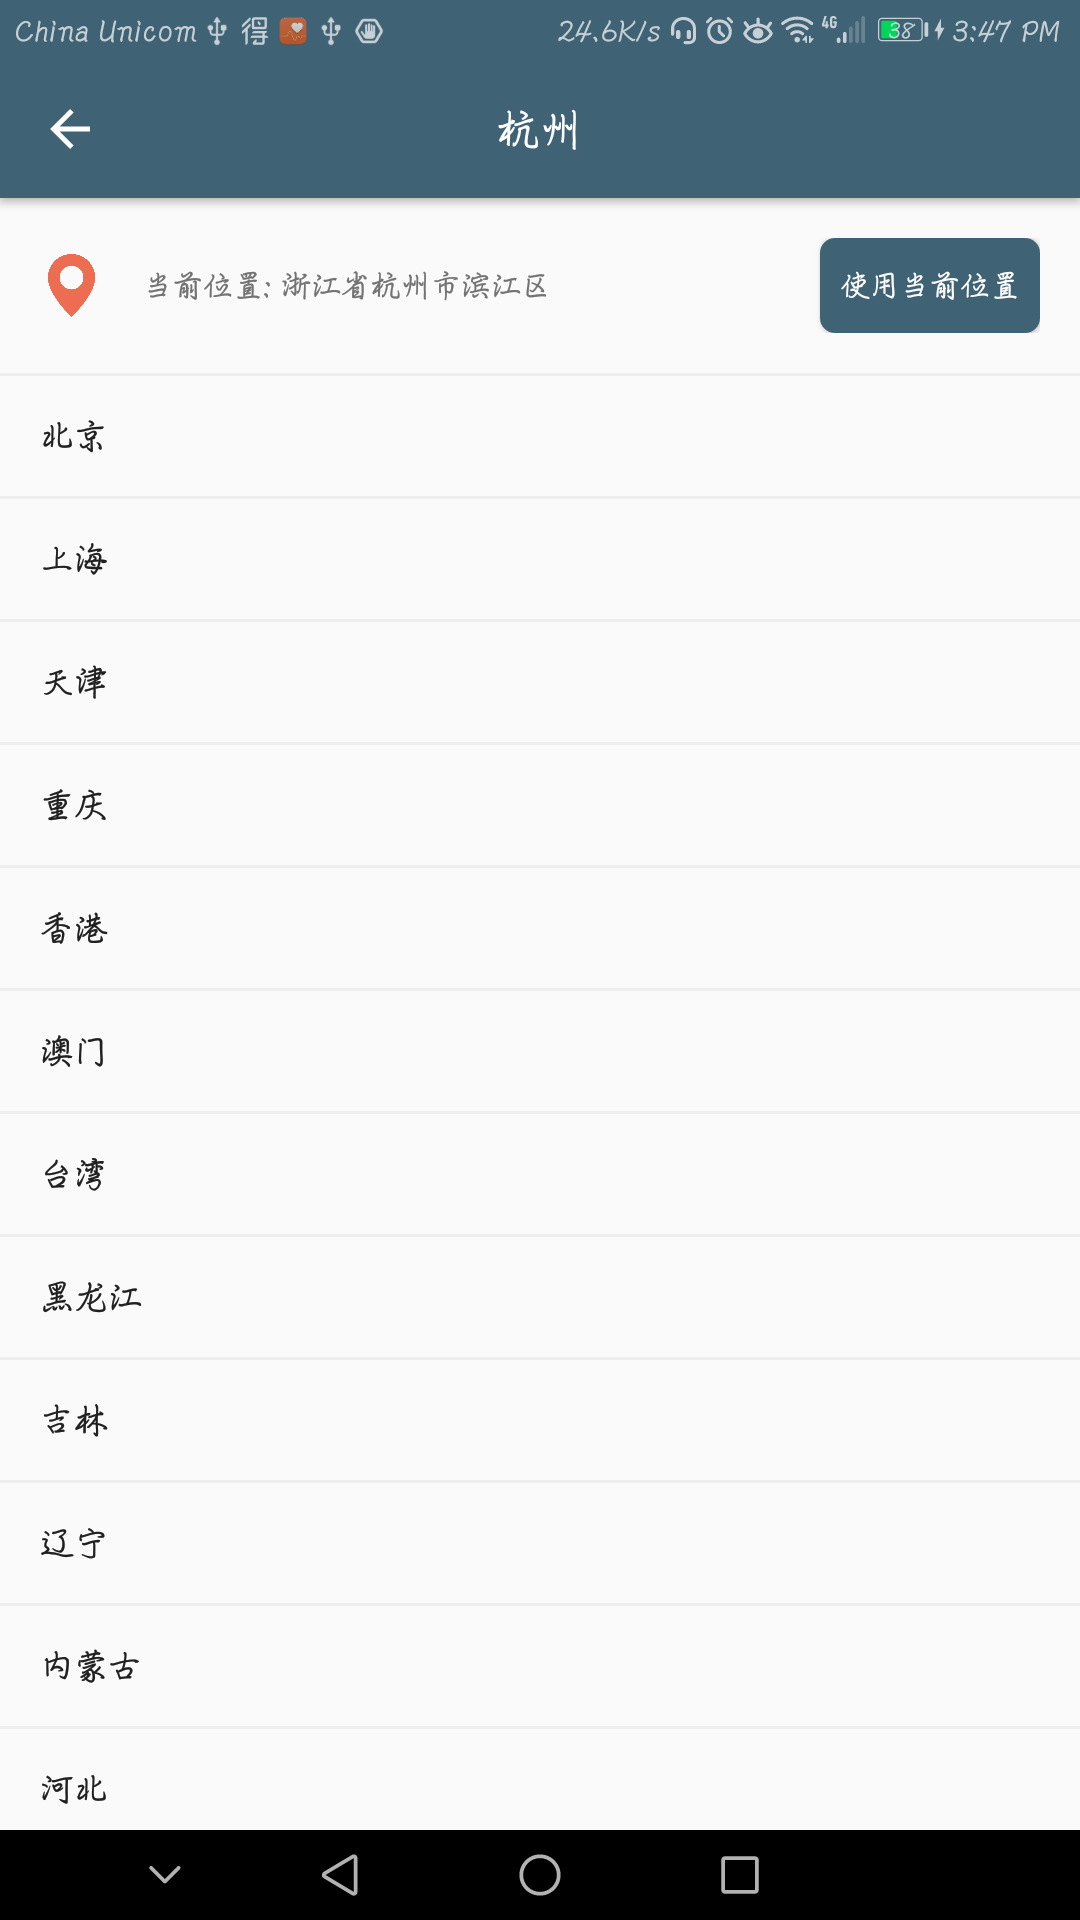 China Unicom 得 24.6K/s 4G 38 3:47 PM
杭州
当前位置: 浙江省杭州市滨江区 使用当前位置
北京
上海
天津
重庆
香港
澳门
台湾
黑龙江
吉林
辽宁
内蒙古
河北